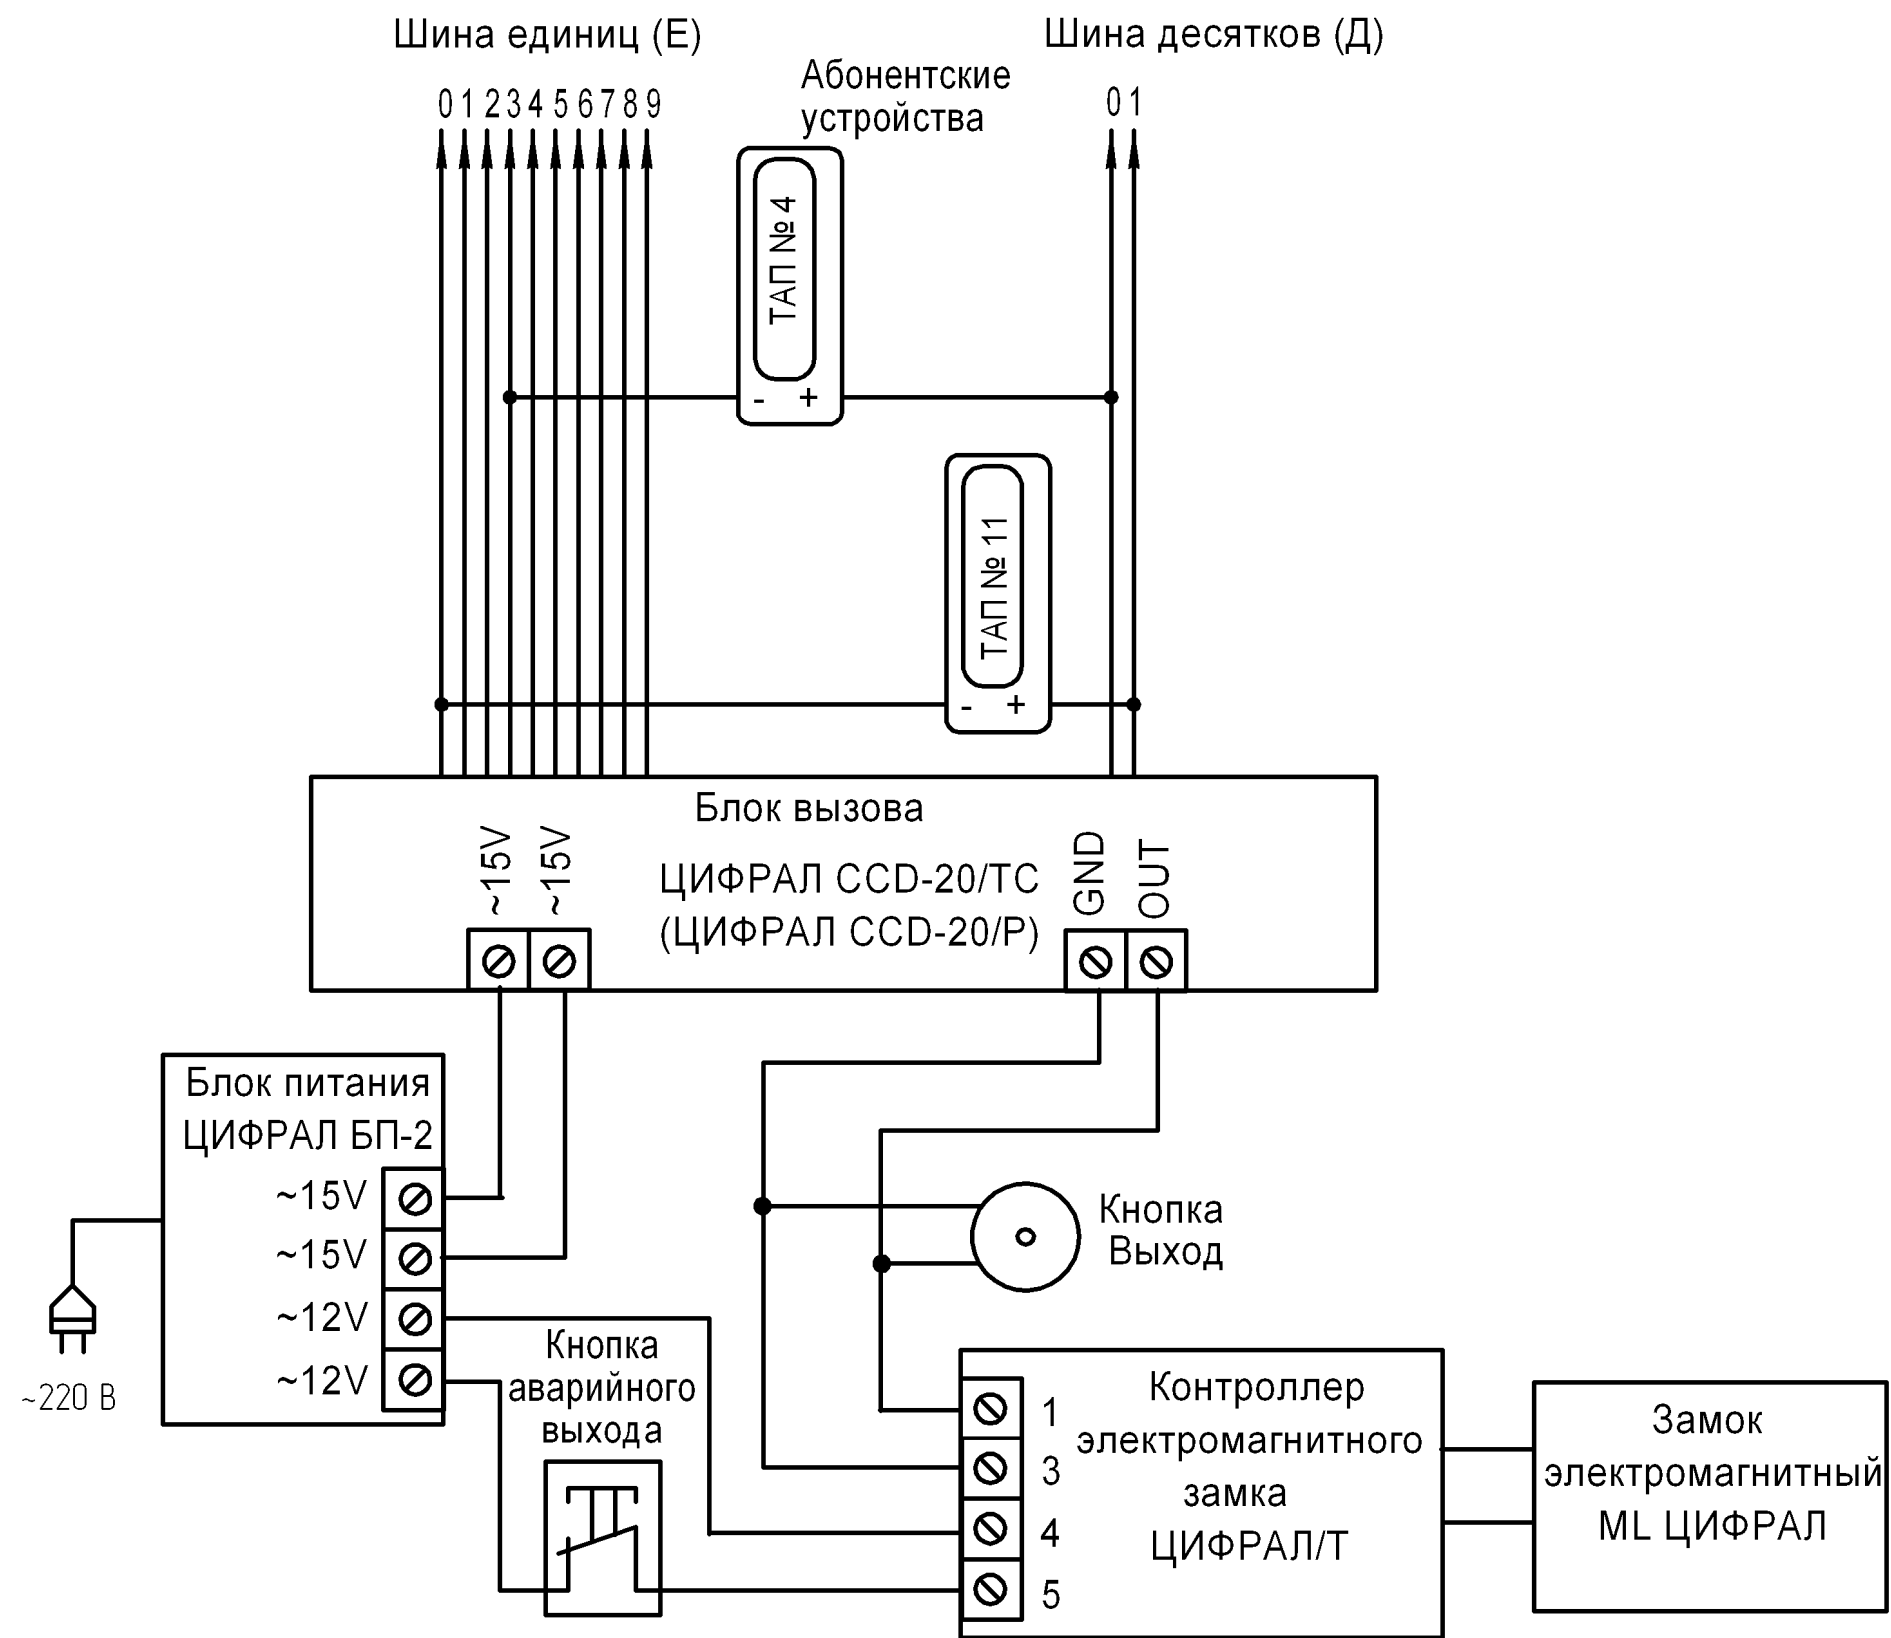 Шина единиц (Е)
Шина десятков (Д)
Абонентские
устройства
0 1 2 3 4 5 6 7 8 9
0 1
ТАП № 4
- +
ТАП № 11
- +
Блок вызова
ЦИФРАЛ CCD-20/TC
(ЦИФРАЛ CCD-20/P)
~15V
~15V
GND
OUT
Блок питания
ЦИФРАЛ БП-2
~15V
~15V
~12V
~12V
~220 В
Кнопка
Выход
Кнопка
аварийного
выхода
1
3
4
5
Контроллер
электромагнитного
замка
ЦИФРАЛ/Т
Замок
электромагнитный
ML ЦИФРАЛ